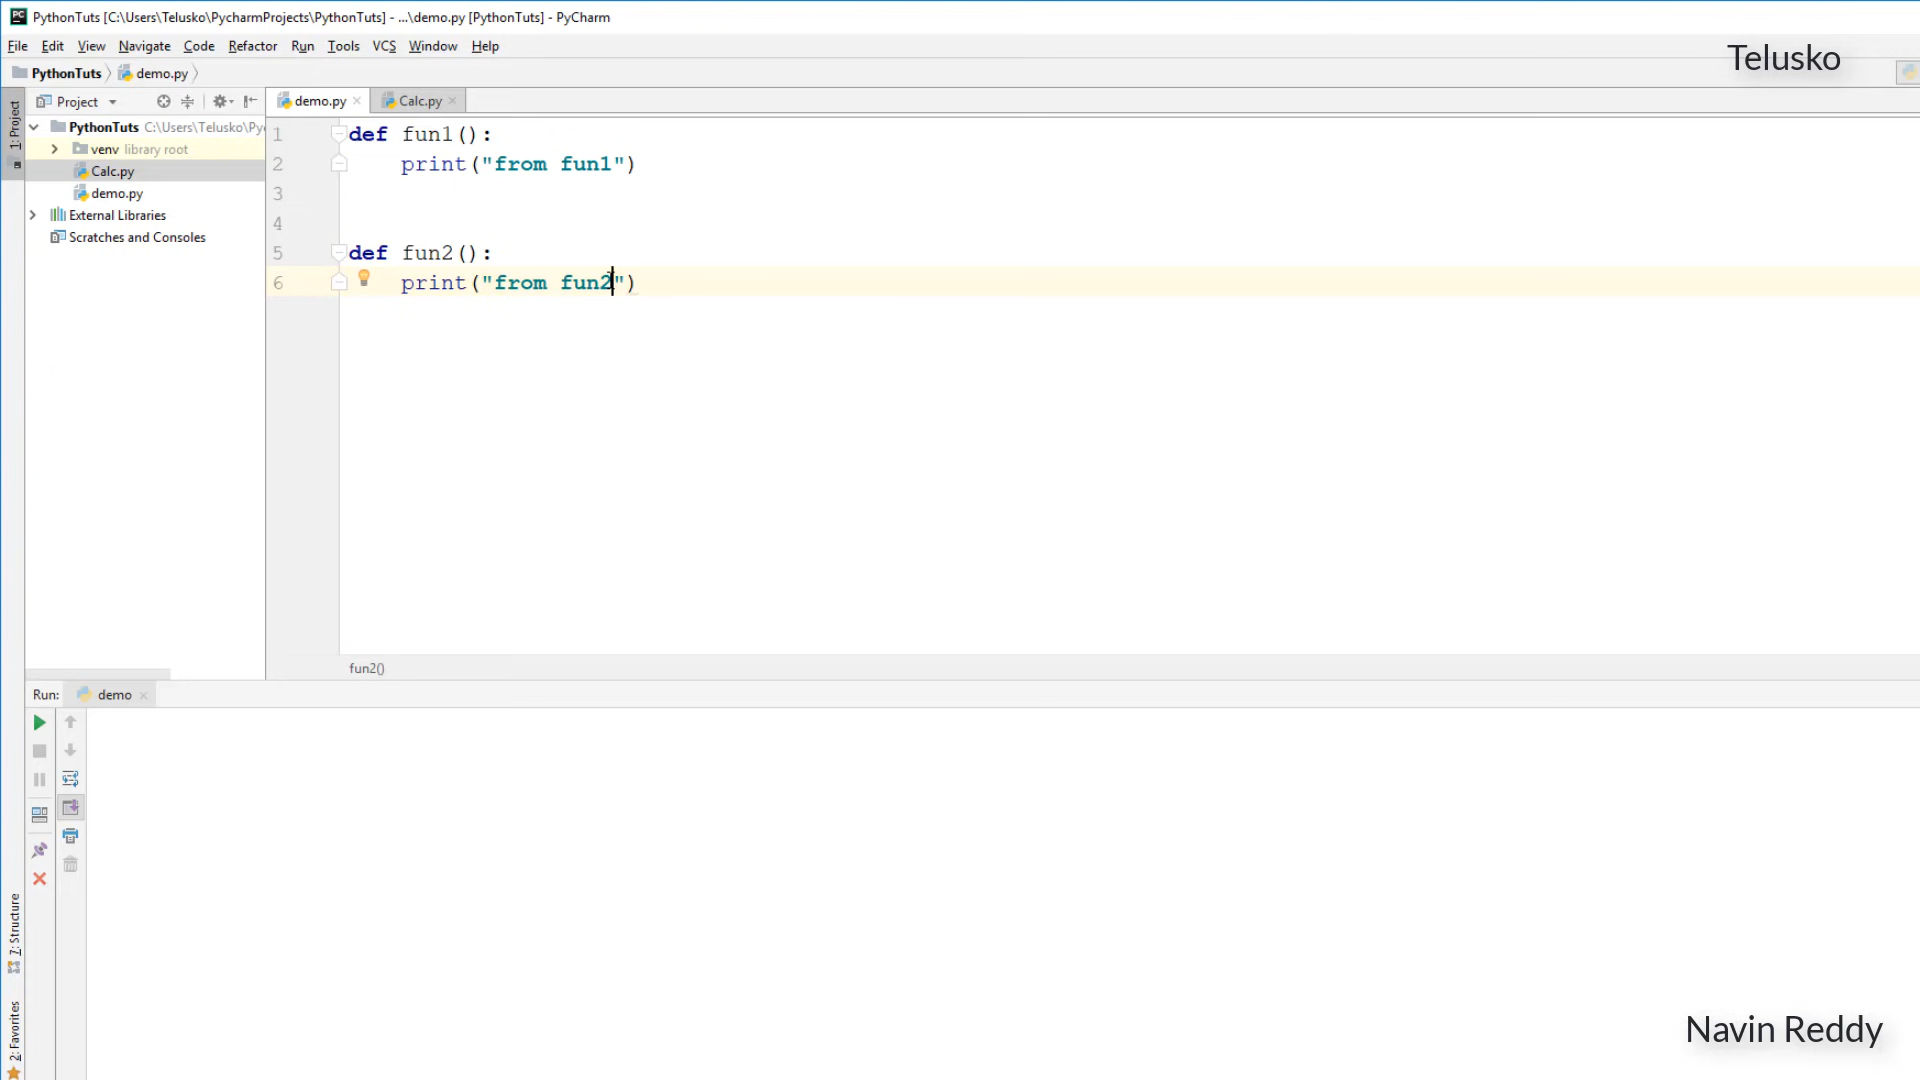 PythonTuts [C:\Users\Telusko\PycharmProjects\PythonTuts] - ...\demo.py [PythonTuts] - PyCharm
File Edit View Navigate Code Refactor Run Tools VCS Window Help
Telusko
PythonTuts demo.py
1: Project
Project
demo.py Calc.py
PythonTuts C:\Users\Telusko\Py
venv library root
Calc.py
demo.py
External Libraries
Scratches and Consoles
1 def fun1():
2 print("from fun1")
3
4
5 def fun2():
6 print("from fun2")
fun2()
Run: demo
7: Structure
2: Favorites
Navin Reddy